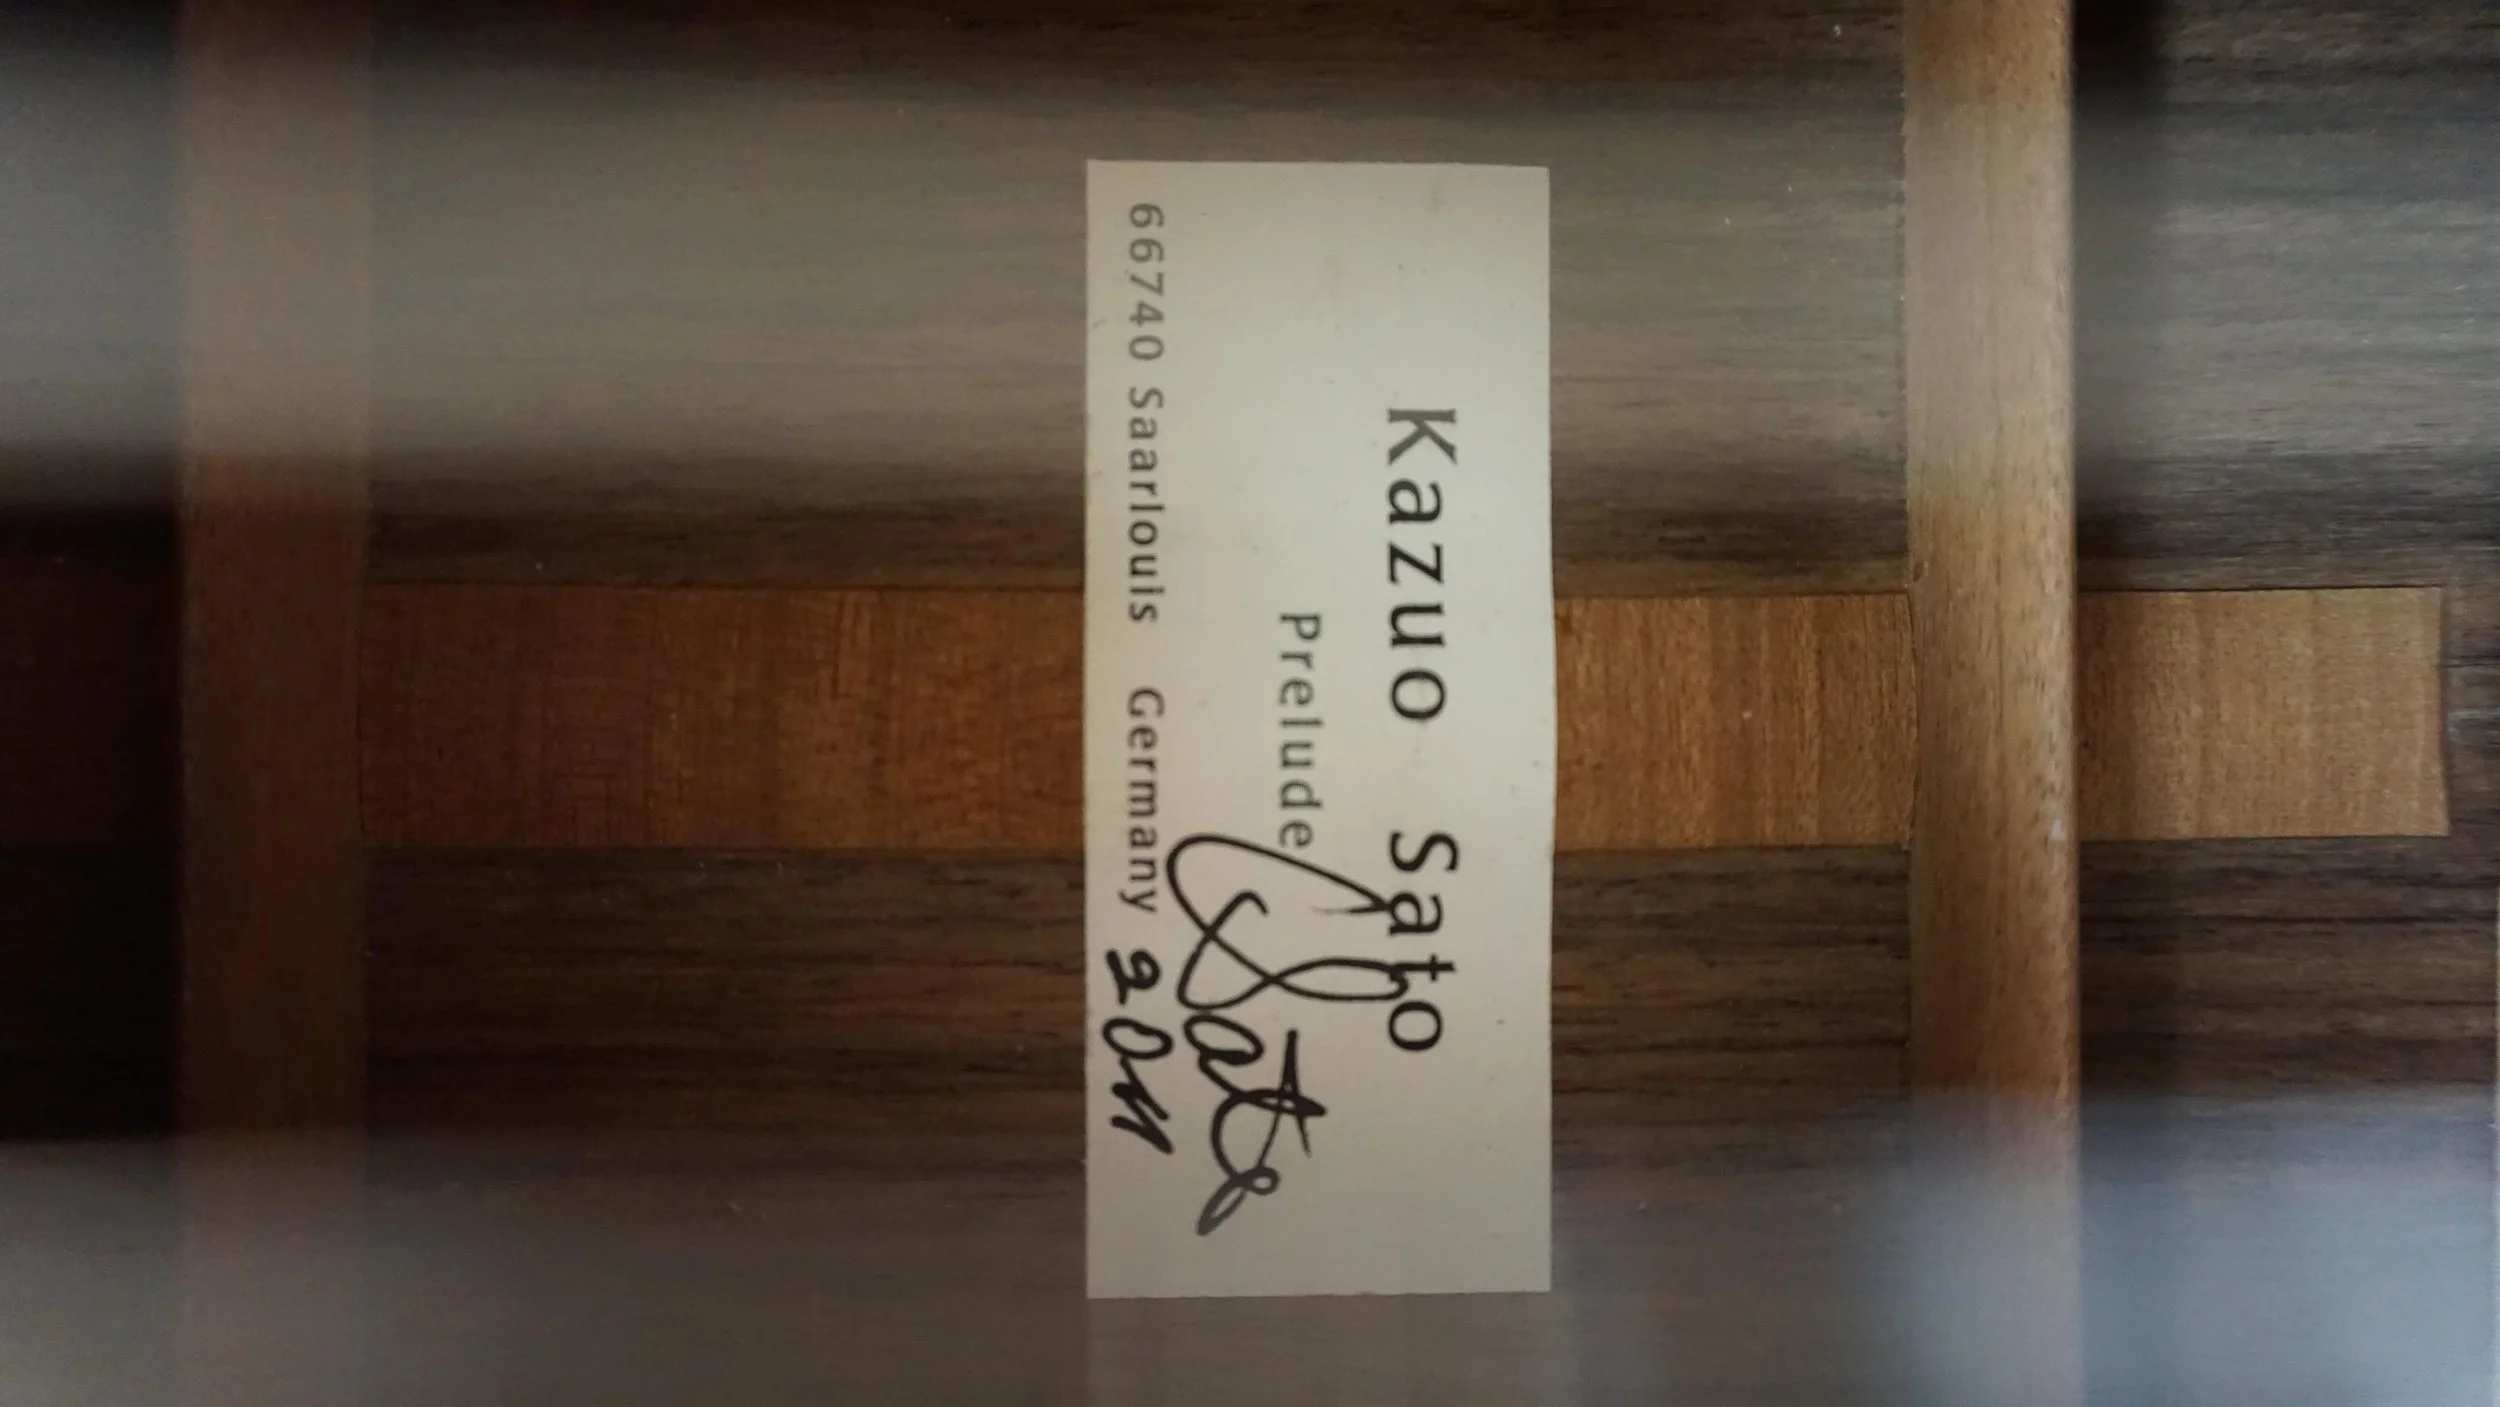 Kazuo Sato
Prelude
Sato
66740 Saarlouis Germany 2011